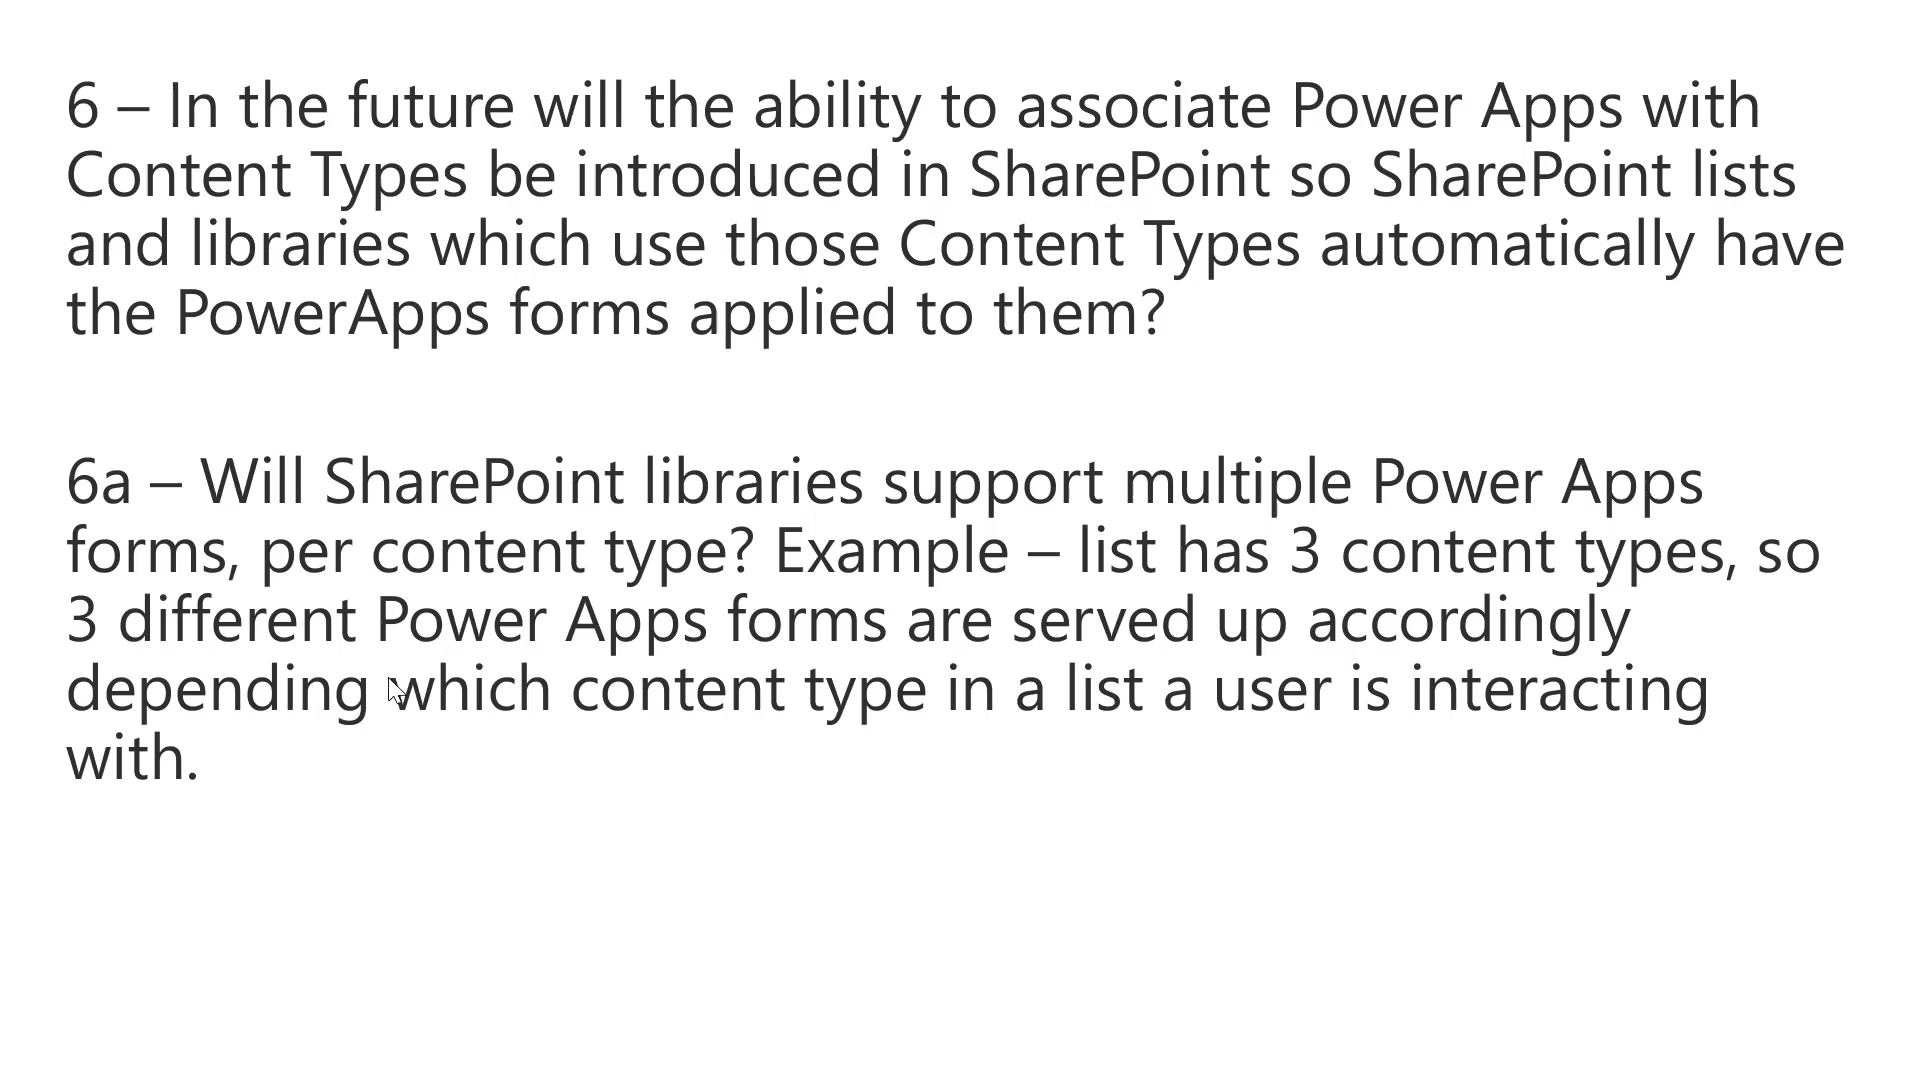 6 – In the future will the ability to associate Power Apps with
Content Types be introduced in SharePoint so SharePoint lists
and libraries which use those Content Types automatically have
the PowerApps forms applied to them?
6a – Will SharePoint libraries support multiple Power Apps
forms, per content type? Example – list has 3 content types, so
3 different Power Apps forms are served up accordingly
depending which content type in a list a user is interacting
with.